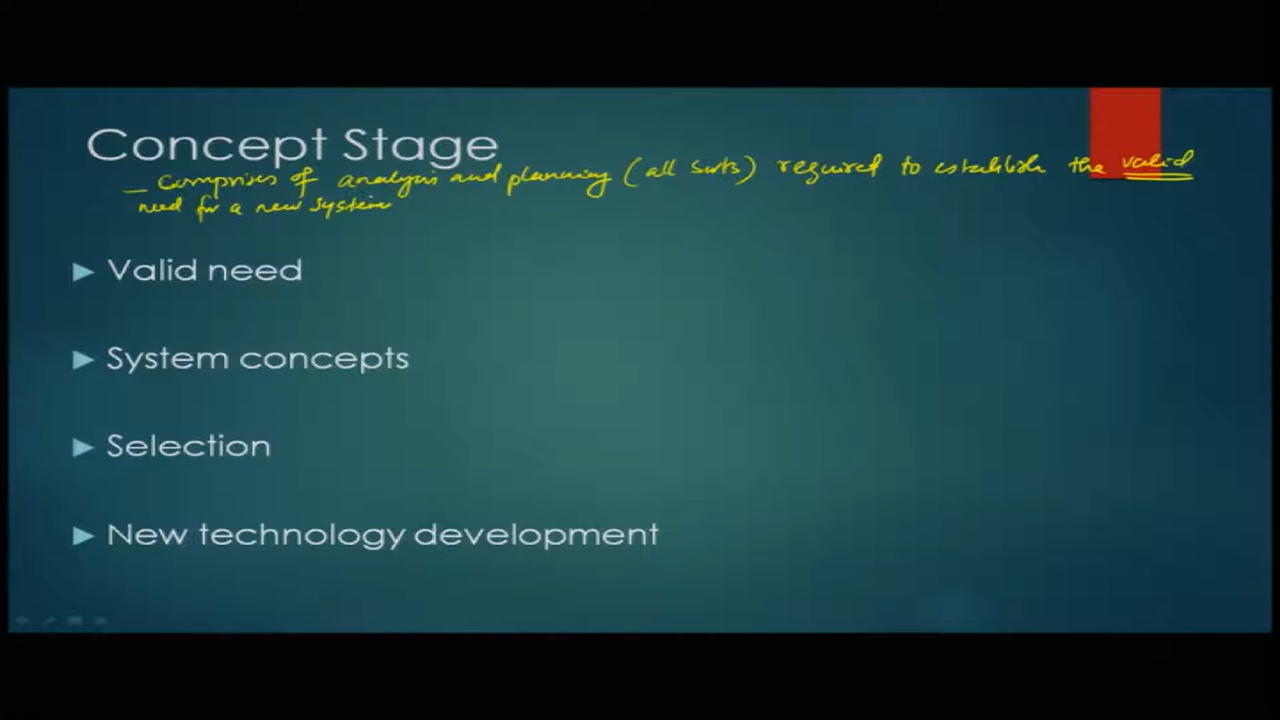 Concept Stage
– Comprises of analysis and planning (all sorts) required to establish the valid
need for a new system
Valid need
System concepts
Selection
New technology development